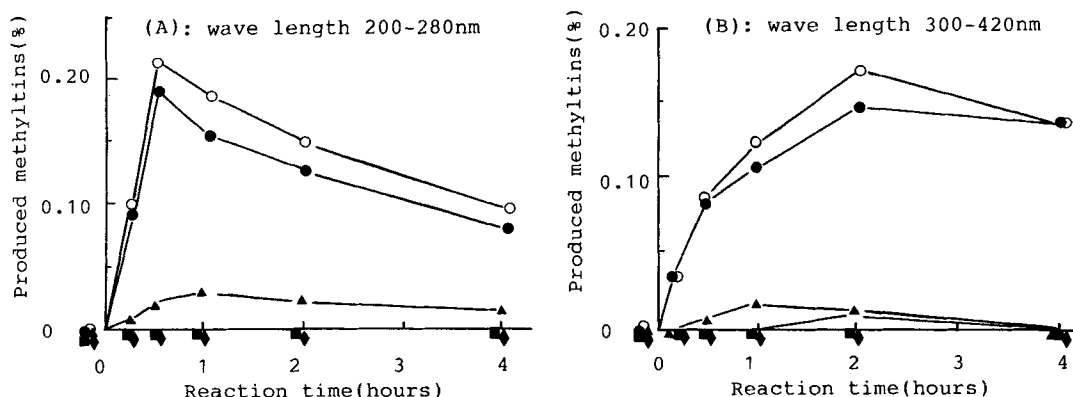 (A): wave length 200-280nm
Produced methyltins(%)
0.20
0.10
0
0 1 2 3 4
Reaction time(hours)
(B): wave length 300-420nm
Produced methyltins(%)
0.20
0.10
0
0 1 2 3 4
Reaction time(hours)